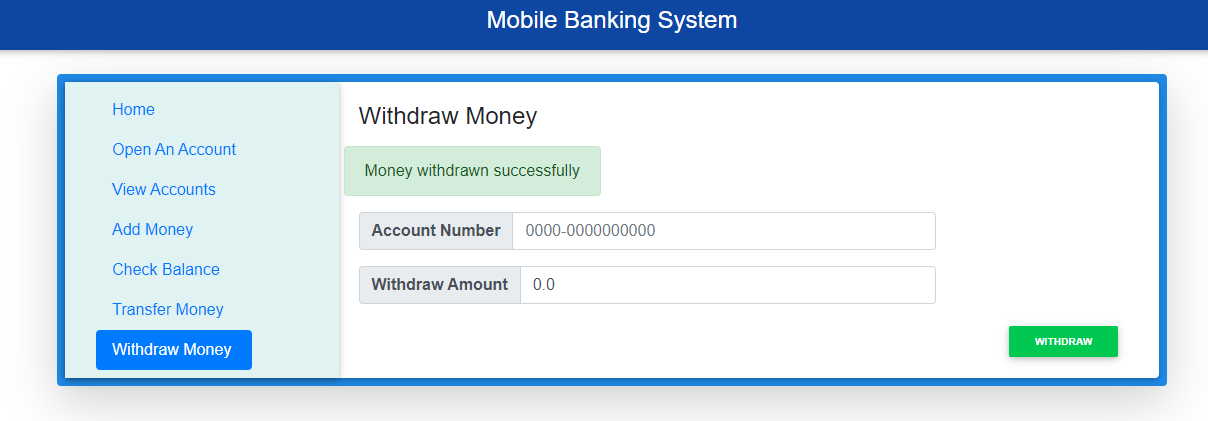 Mobile Banking System
Home
Open An Account
View Accounts
Add Money
Check Balance
Transfer Money
Withdraw Money
Withdraw Money
Money withdrawn successfully
Account Number 0000-0000000000
Withdraw Amount 0.0
WITHDRAW